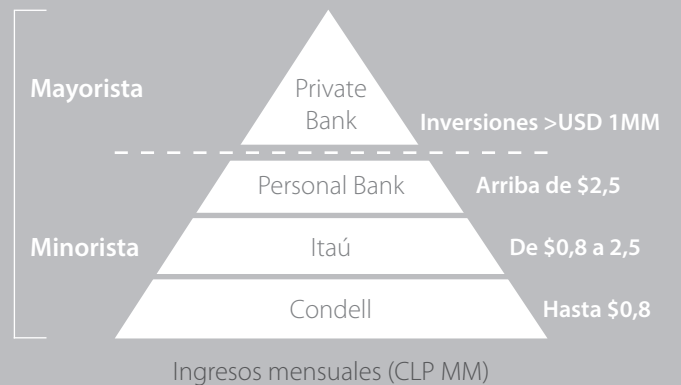 Mayorista
Private
Bank
Inversiones >USD 1MM
Personal Bank
Arriba de $2,5
Minorista
Itaú
De $0,8 a 2,5
Condell
Hasta $0,8
Ingresos mensuales (CLP MM)